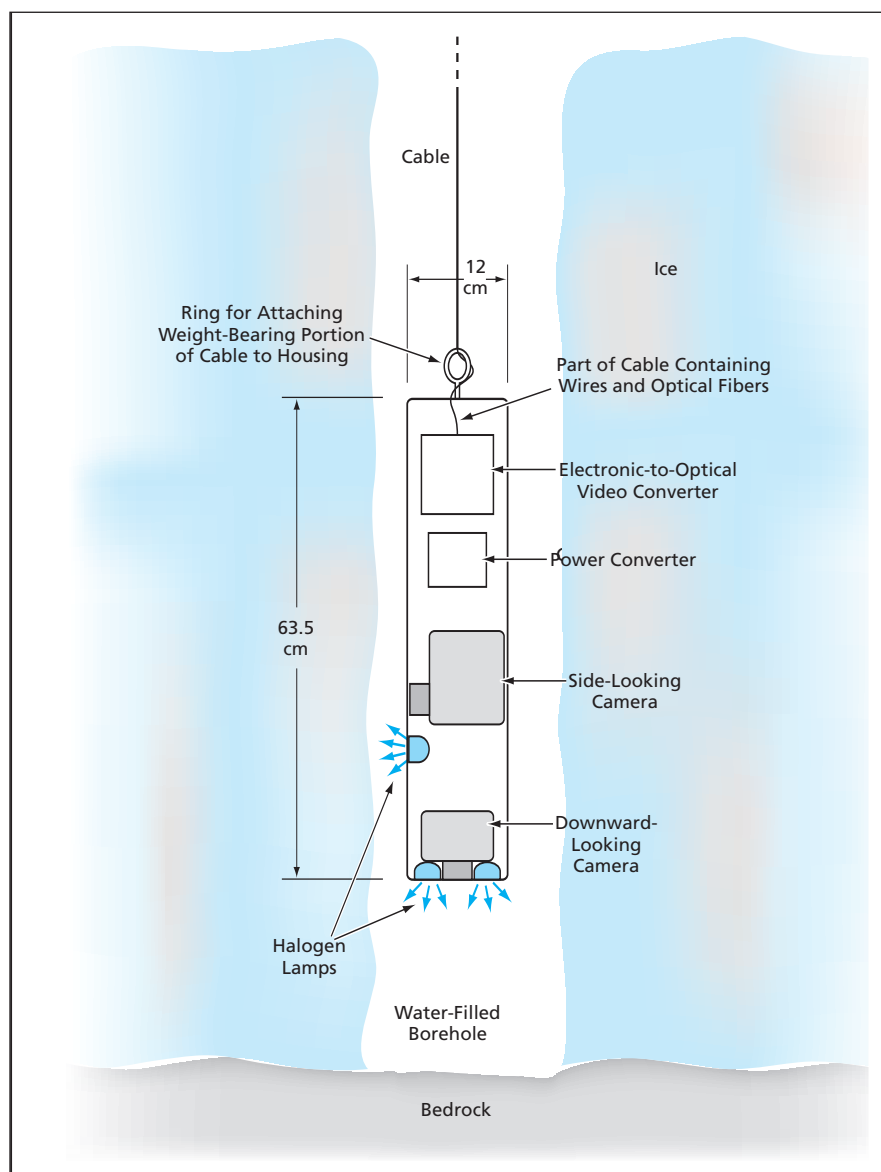 Cable
12
cm
Ice
Ring for Attaching
Weight-Bearing Portion
of Cable to Housing
Part of Cable Containing
Wires and Optical Fibers
Electronic-to-Optical
Video Converter
Power Converter
63.5
cm
Side-Looking
Camera
Downward-
Looking
Camera
Halogen
Lamps
Water-Filled
Borehole
Bedrock